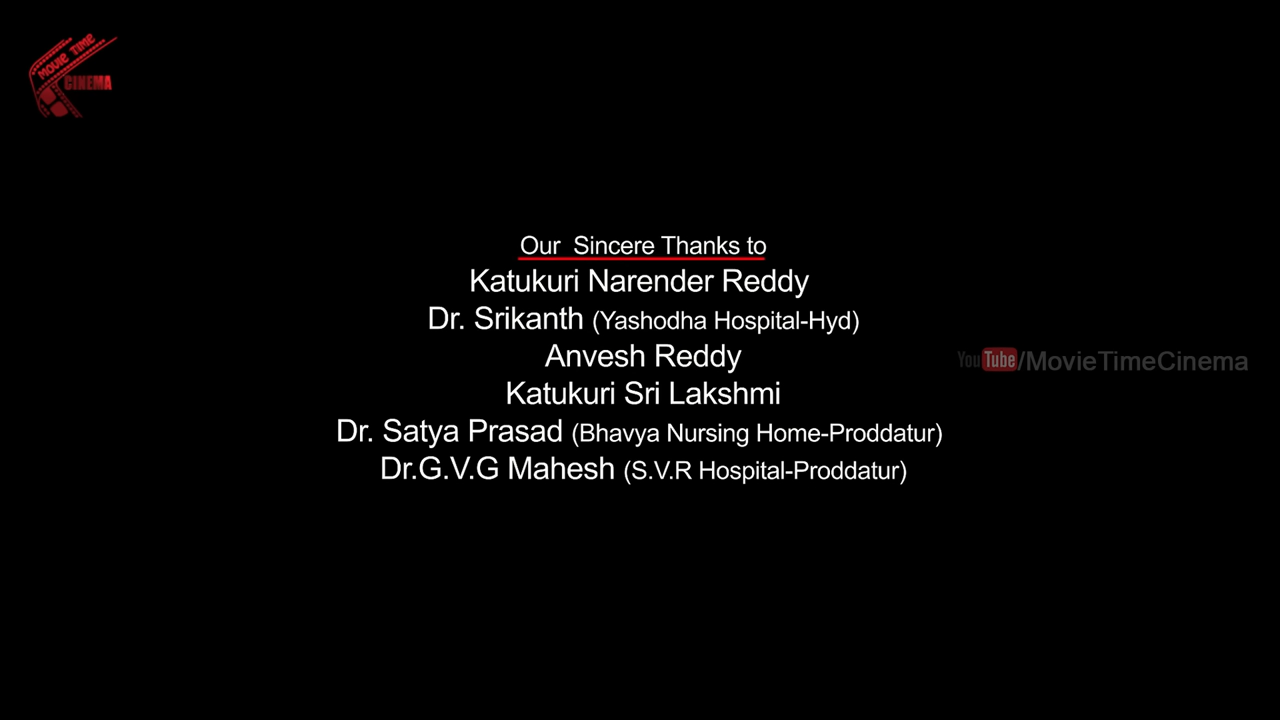 MOVIE TIME
CINEMA
Our Sincere Thanks to
Katukuri Narender Reddy
Dr. Srikanth (Yashodha Hospital-Hyd)
Anvesh Reddy
YouTube/MovieTimeCinema
Katukuri Sri Lakshmi
Dr. Satya Prasad (Bhavya Nursing Home-Proddatur)
Dr.G.V.G Mahesh (S.V.R Hospital-Proddatur)